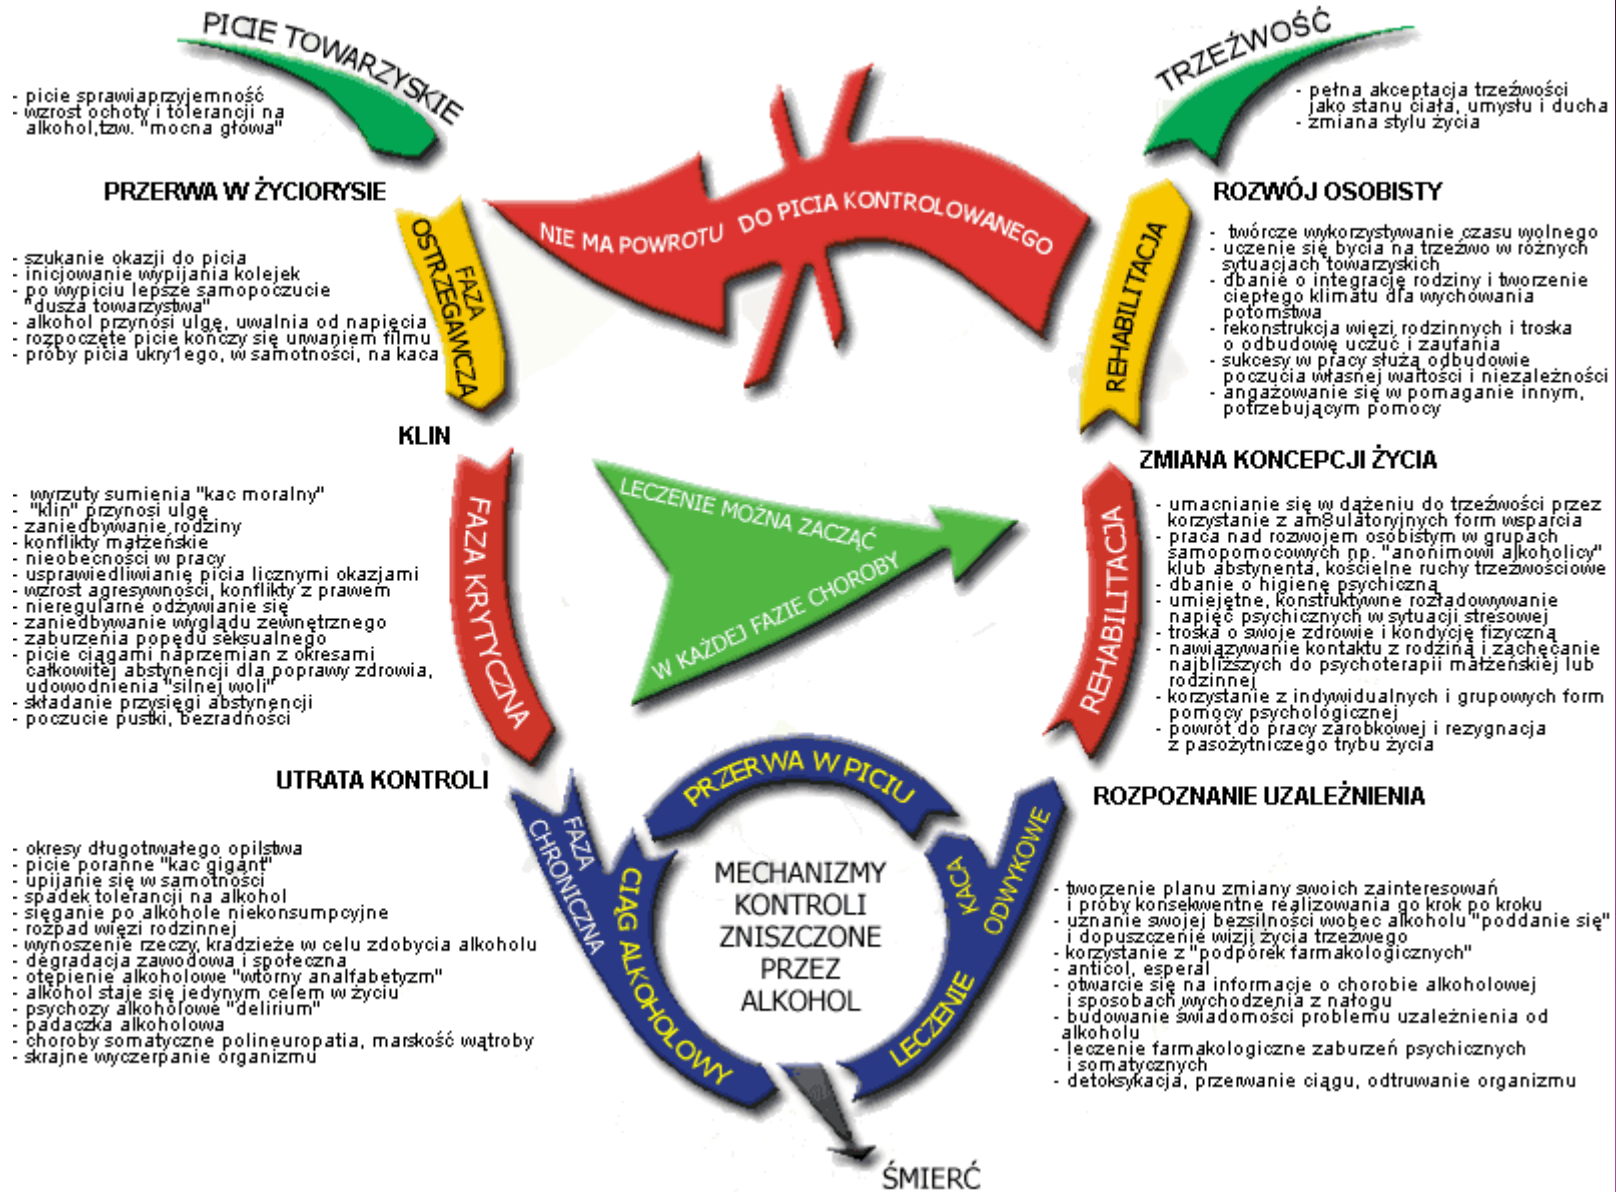 PICIE TOWARZYSKIE
- picie sprawiaprzyjemność
- wzrost ochoty i tolerancji na
alkohol,tzw. "mocna głowa"
PRZERWA W ŻYCIORYSIE
FAZA
OSTRZEGAWCZA
- szukanie okazji do picia
- inicjowanie wypijania kolejek
- po wypiciu lepsze samopoczucie
"dusza towarzystwa"
- alkohol przynosi ulgę, uwalnia od napięcia
- rozpoczęte picie kończy się urwaniem filmu
- próby picia ukry1ego, w samotności, na kaca
KLIN
FAZA KRYTYCZNA
- wyrzuty sumienia "kac moralny"
- "klin" przynosi ulgę
- zaniedbywanie rodziny
- konflikty małżeńskie
- nieobecności w pracy
- usprawiedliwianie picia licznymi okazjami
- wzrost agresywności, konflikty z prawem
- nieregularne odżywianie się
- zaniedbywanie wyglądu zewnętrznego
- zaburzenia popędu seksualnego
- picie ciągami naprzemian z okresami
całkowitej abstynencji dla poprawy zdrowia,
udowodnienia "silnej woli"
- składanie przysięgi abstynencji
- poczucie pustki, bezradności
UTRATA KONTROLI
FAZA
CHRONICZNA
- okresy długotrwałego opilstwa
- picie poranne "kac gigant"
- upijanie się w samotności
- spadek tolerancji na alkohol
- sięganie po alkohole niekonsumpcyjne
- rozpad więzi rodzinnej
- wynoszenie rzeczy, kradzieże w celu zdobycia alkoholu
- degradacja zawodowa i społeczna
- otępienie alkoholowe "wtórny analfabetyzm"
- alkohol staje się jedynym celem w życiu
- psychozy alkoholowe "delirium"
- padaczka alkoholowa
- choroby somatyczne polineuropatia, marskość wątroby
- skrajne wyczerpanie organizmu
NIE MA POWROTU DO PICIA KONTROLOWANEGO
LECZENIE MOŻNA ZACZĄĆ
W KAŻDEJ FAZIE CHOROBY
PRZERWA W PICIU
CIĄG ALKOHOLOWY
MECHANIZMY
KONTROLI
ZNISZCZONE
PRZEZ
ALKOHOL
LECZENIE KACA
ODWYKOWE
ŚMIERĆ
TRZEŹWOŚĆ
- pełna akceptacja trzeźwości
jako stanu ciała, umysłu i ducha
- zmiana stylu życia
ROZWÓJ OSOBISTY
REHABILITACJA
- twórcze wykorzystywanie czasu wolnego
- uczenie się bycia na trzeźwo w różnych
sytuacjach towarzyskich
- dbanie o integrację rodziny i tworzenie
ciepłego klimatu dla wychowania
potomstwa
- rekonstrukcja więzi rodzinnych i troska
o odbudowę uczuć i zaufania
- sukcesy w pracy służą odbudowie
poczucia własnej wartości i niezależności
- angażowanie się w pomaganie innym,
potrzebującym pomocy
ZMIANA KONCEPCJI ŻYCIA
REHABILITACJA
- umacnianie się w dążeniu do trzeźwości przez
korzystanie z am8ulatoryjnych form wsparcia
- praca nad rozwojem osobistym w grupach
samopomocowych np. "anonimowi alkoholicy"
klub abstynenta, kościelne ruchy trzeźwościowe
- dbanie o higienę psychiczną
- umiejętne, konstruktywne rozładowywanie
napięć psychicznych w sytuacji stresowej
- troska o swoje zdrowie i kondycję fizyczną
- nawiązywanie kontaktu z rodziną i zachęcanie
najbliższych do psychoterapii małżeńskiej lub
rodzinnej
- korzystanie z indywidualnych i grupowych form
pomocy psychologicznej
- powrót do pracy zarobkowej i rezygnacja
z pasożytniczego trybu życia
ROZPOZNANIE UZALEŻNIENIA
- tworzenie planu zmiany swoich zainteresowań
i próby konsekwentne realizowania go krok po kroku
- uznanie swojej bezsilności wobec alkoholu "poddanie się"
i dopuszczenie wizji życia trzeźwego
- korzystanie z "podpórek farmakologicznych"
- anticol, esperal
- otwarcie się na informacje o chorobie alkoholowej
i sposobach wychodzenia z nałogu
- budowanie świadomości problemu uzależnienia od
alkoholu
- leczenie farmakologiczne zaburzeń psychicznych
i somatycznych
- detoksykacja, przerwanie ciągu, odtruwanie organizmu